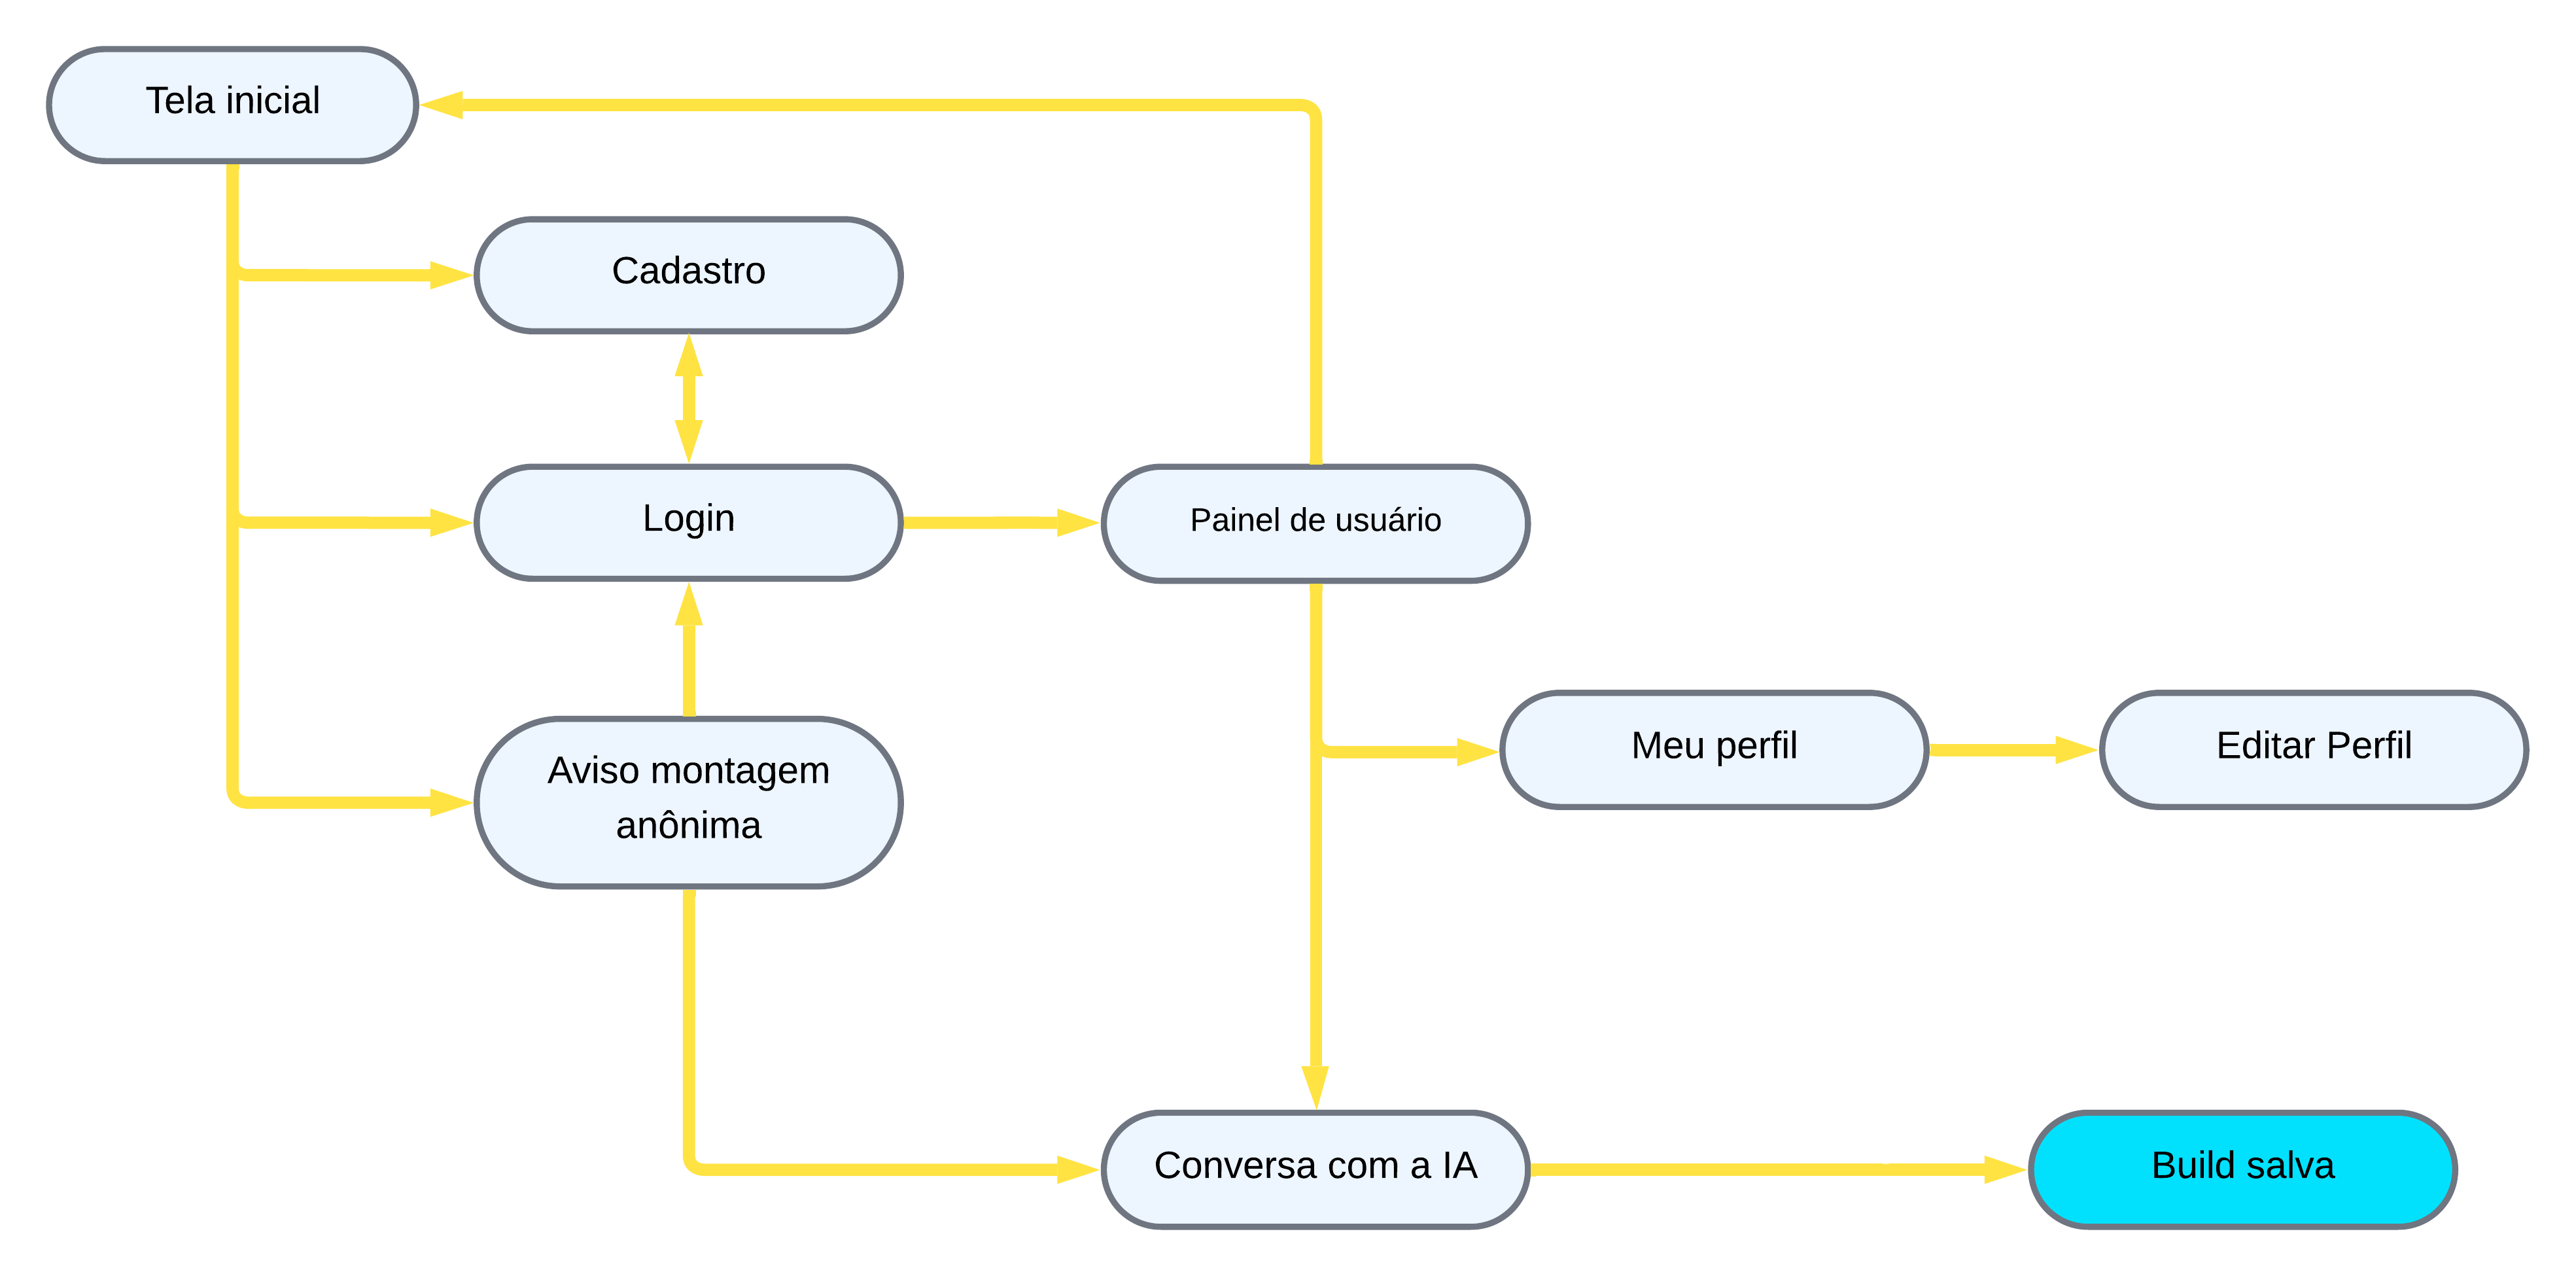 Tela inicial
Cadastro
Login
Painel de usuário
Aviso montagem
anônima
Meu perfil
Editar Perfil
Conversa com a IA
Build salva